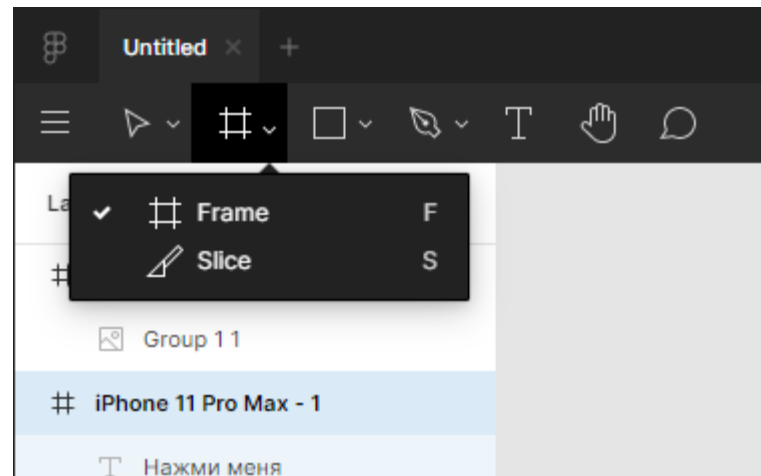 Untitled
La
Frame F
Slice S
Group 1 1
iPhone 11 Pro Max - 1
Нажми меня